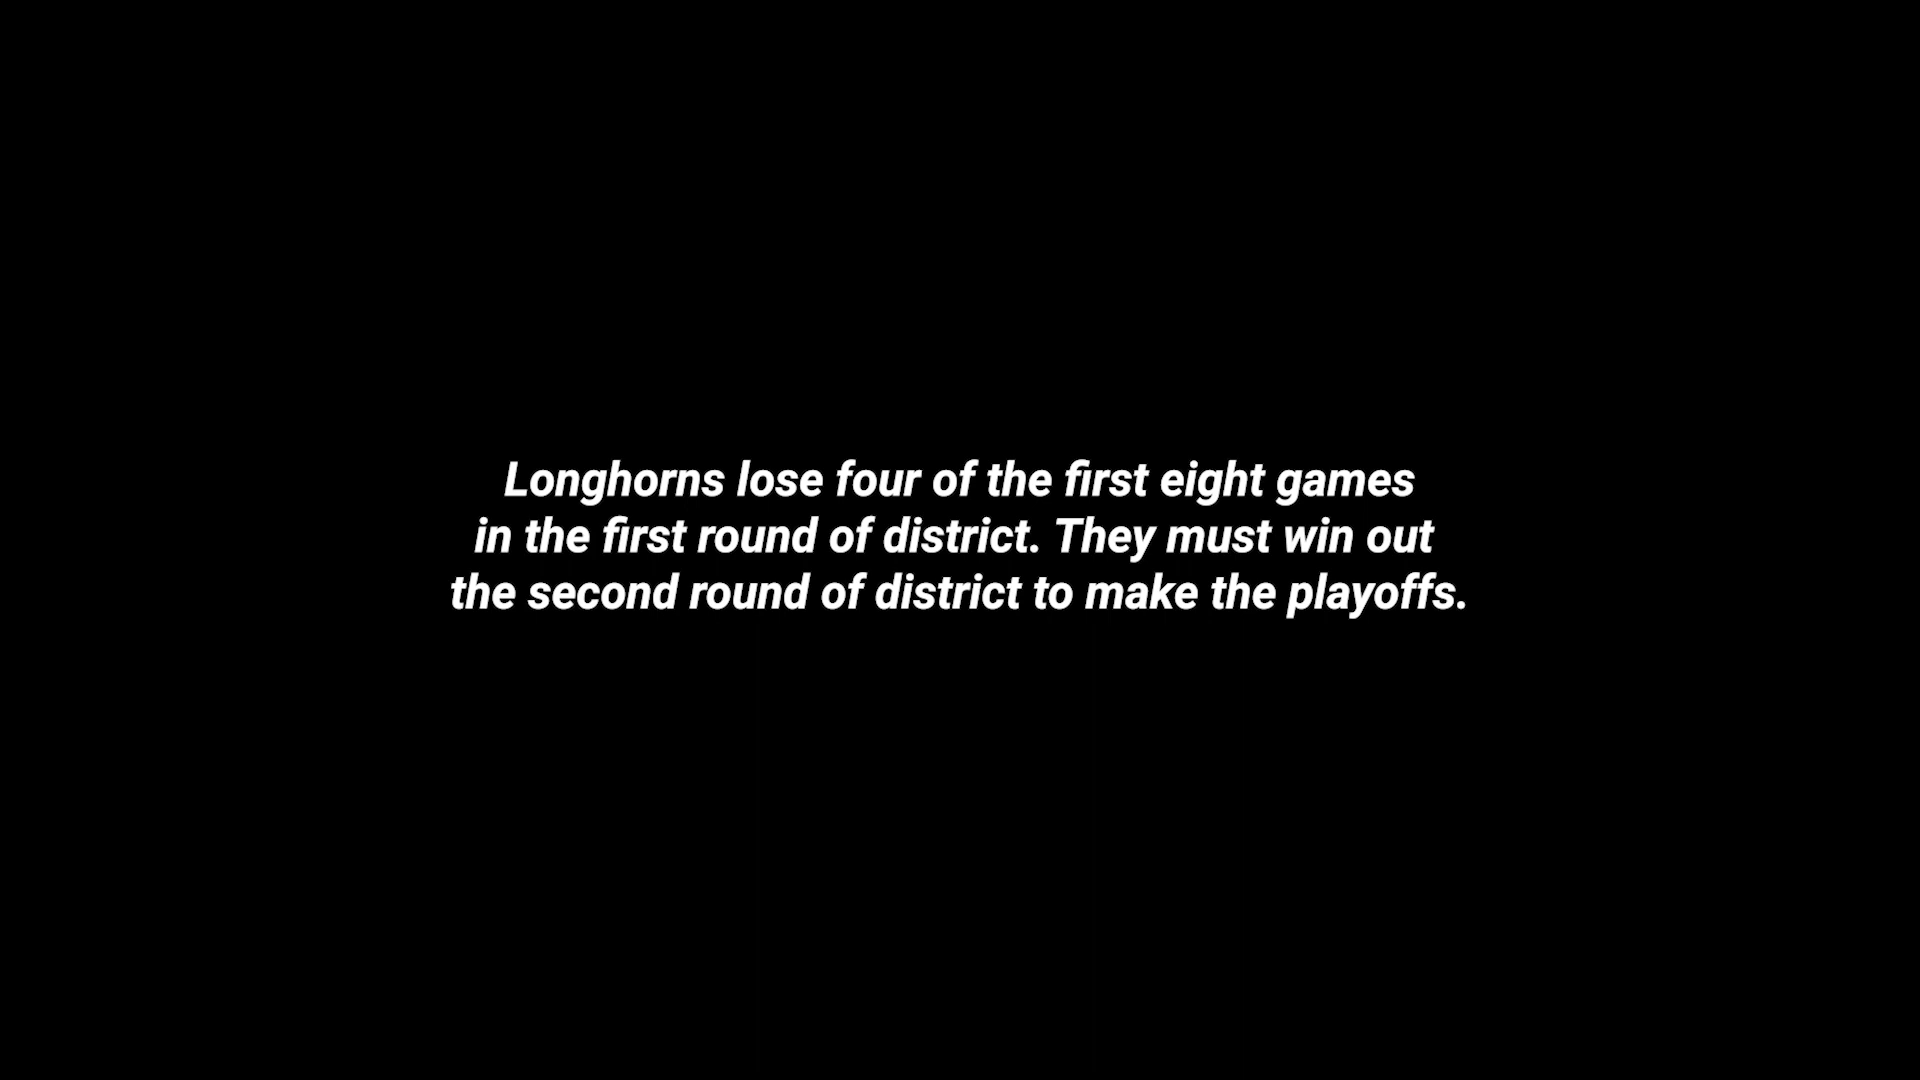 Longhorns lose four of the first eight games
in the first round of district. They must win out
the second round of district to make the playoffs.